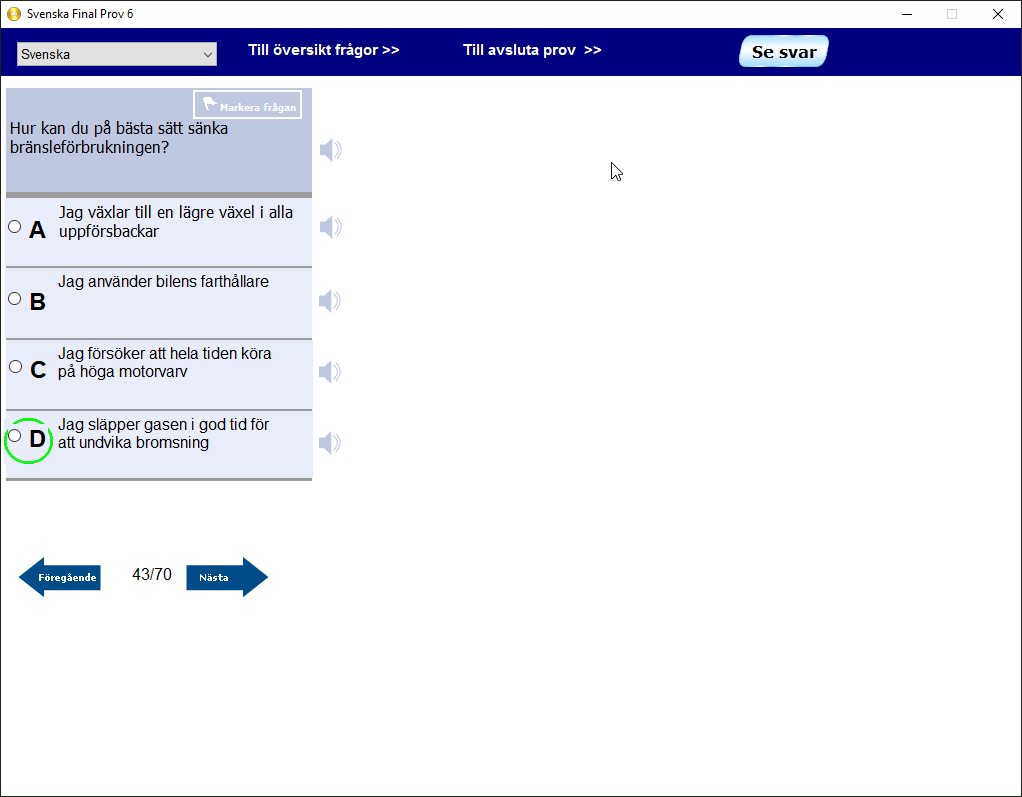 Svenska Final Prov 6
Svenska
Till översikt frågor >>
Till avsluta prov >>
Se svar
Markera frågan
Hur kan du på bästa sätt sänka
bränsleförbrukningen?
A
Jag växlar till en lägre växel i alla
uppförsbackar
B
Jag använder bilens farthållare
C
Jag försöker att hela tiden köra
på höga motorvarv
D
Jag släpper gasen i god tid för
att undvika bromsning
Föregående
43/70
Nästa